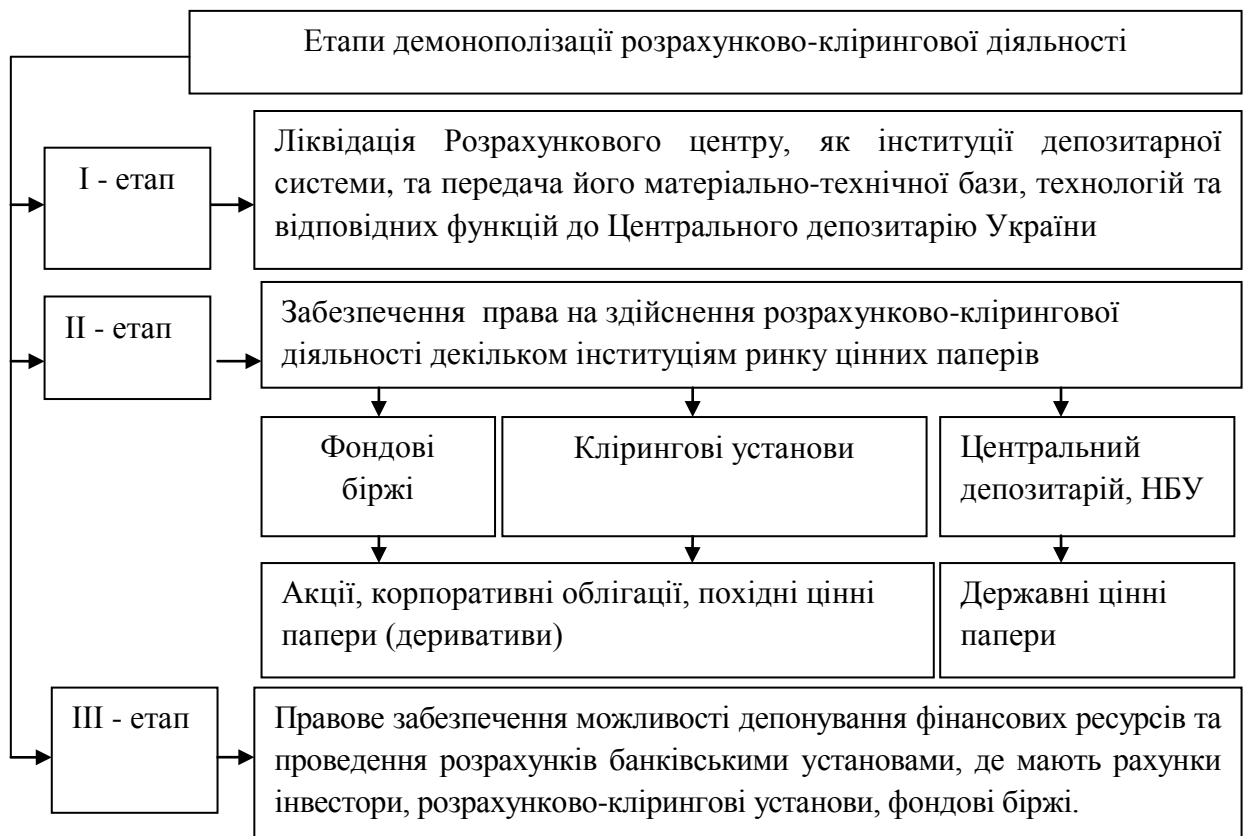 Етапи демонополізації розрахунково-клірингової діяльності
І - етап
Ліквідація Розрахункового центру, як інституції депозитарної
системи, та передача його матеріально-технічної бази, технологій та
відповідних функцій до Центрального депозитарію України
ІІ - етап
Забезпечення права на здійснення розрахунково-клірингової
діяльності декільком інституціям ринку цінних паперів
Фондові
біржі
Клірингові установи
Центральний
депозитарій, НБУ
Акції, корпоративні облігації, похідні цінні
папери (деривативи)
Державні цінні
папери
ІІІ - етап
Правове забезпечення можливості депонування фінансових ресурсів та
проведення розрахунків банківськими установами, де мають рахунки
інвестори, розрахунково-клірингові установи, фондові біржі.